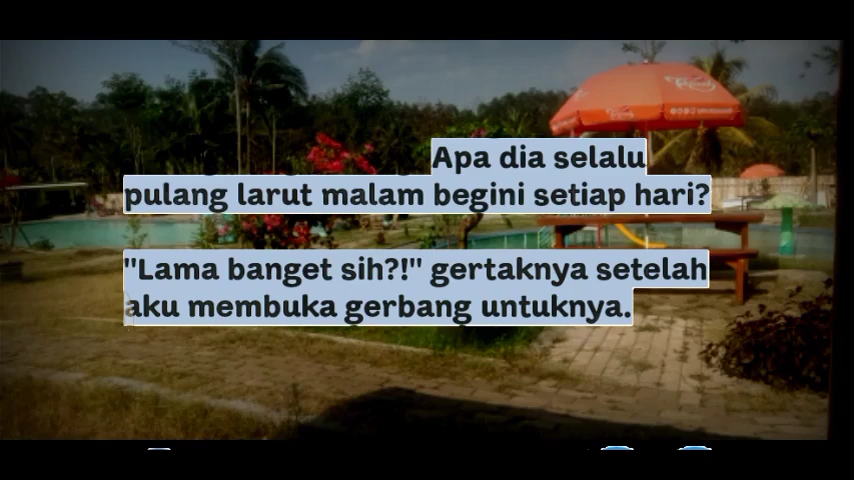 Apa dia selalu
pulang larut malam begini setiap hari?
"Lama banget sih?!" gertaknya setelah
aku membuka gerbang untuknya.